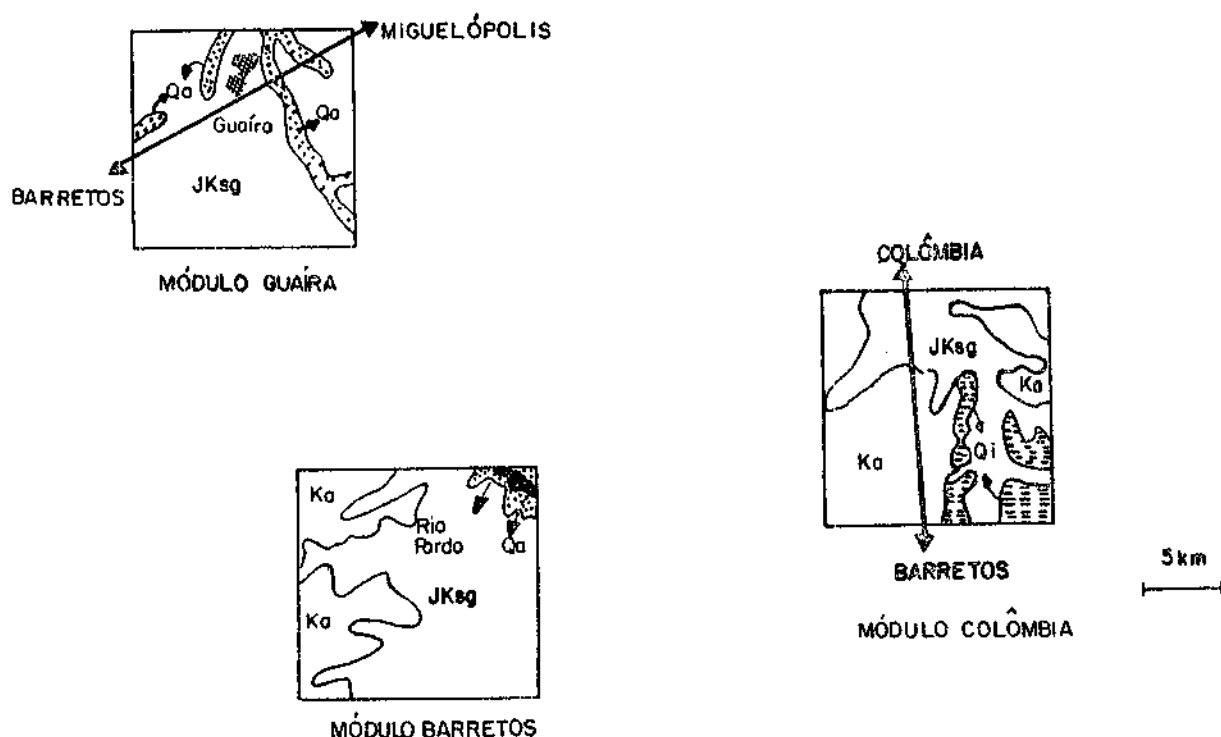 MIGUELÓPOLIS
Qa
Guaíra
Qa
BARRETOS
JKsg
MÓDULO GUAÍRA
COLÔMBIA
JKsg
Ka
Ka
Qi
BARRETOS
5 km
MÓDULO COLÔMBIA
Ka
Rio
Pardo
Qa
Ka
JKsg
MÓDULO BARRETOS